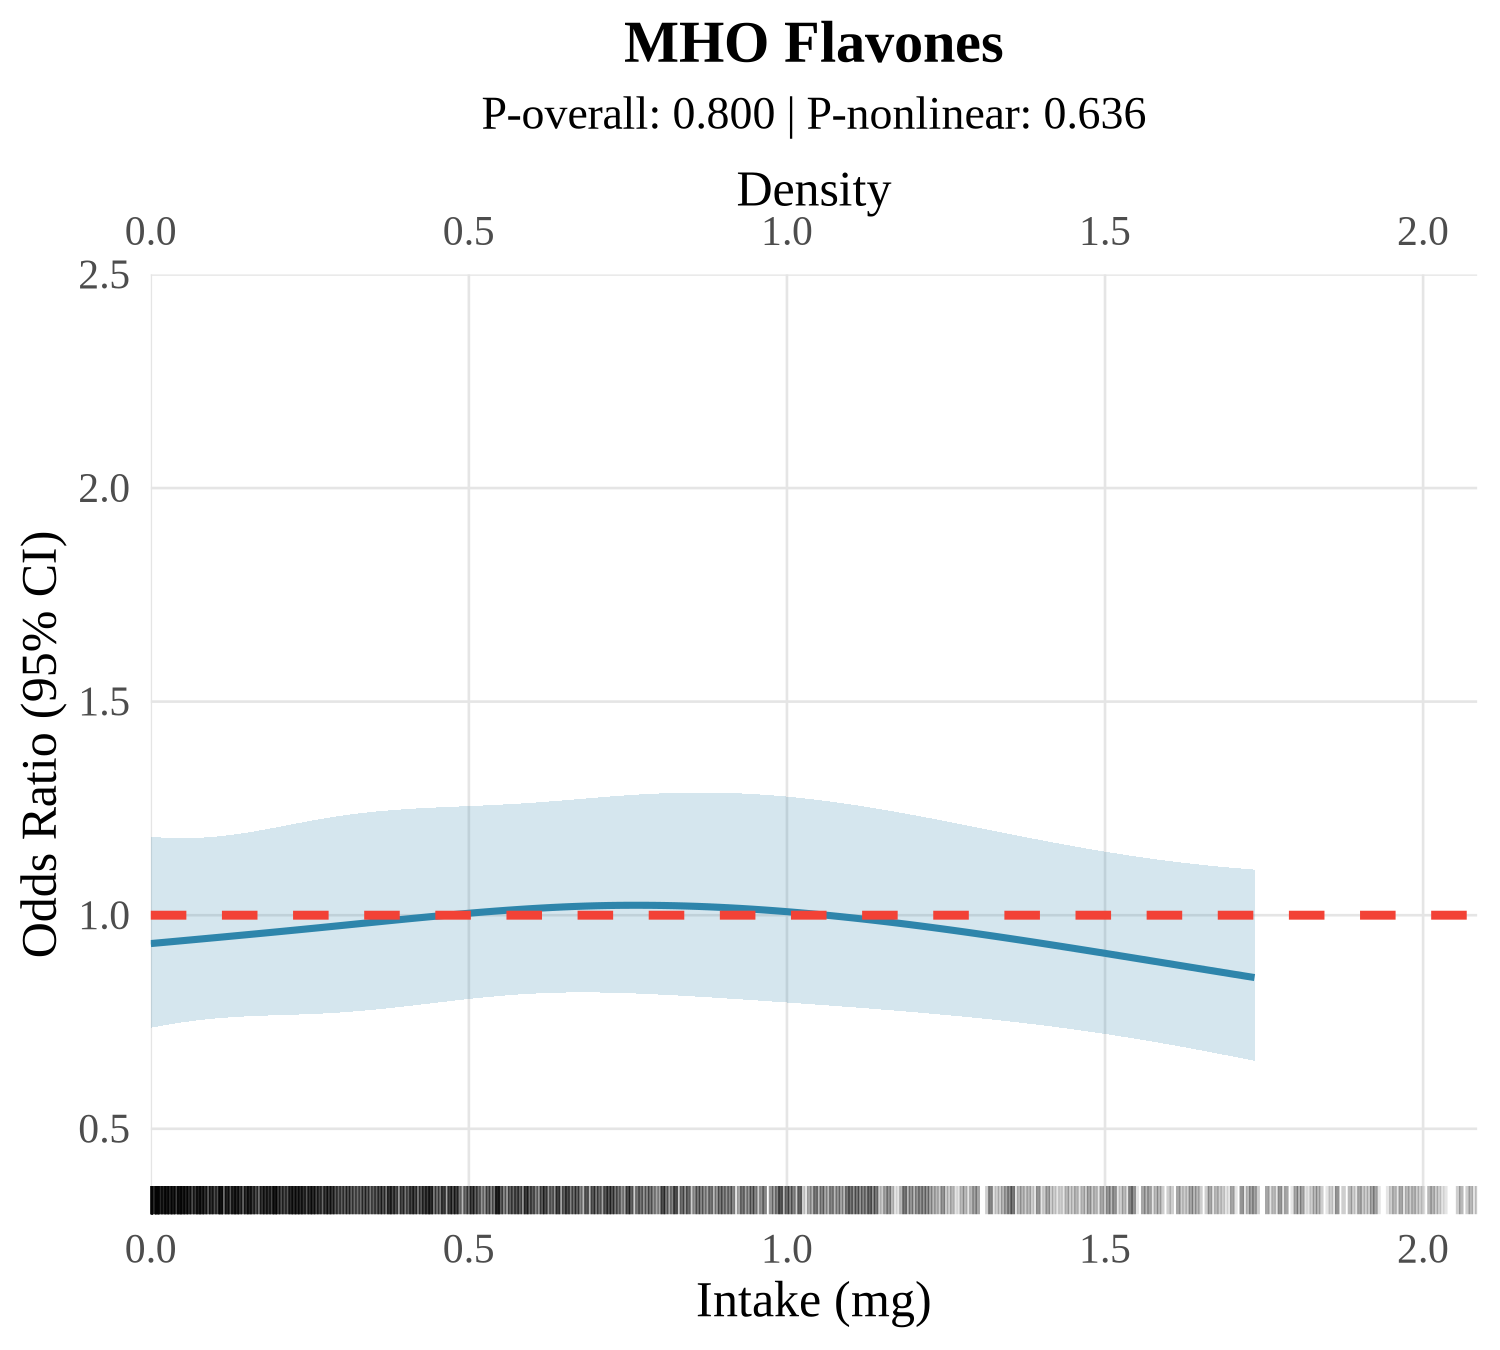 MHO Flavones
P-overall: 0.800 | P-nonlinear: 0.636
Density
0.0 0.5 1.0 1.5 2.0
2.5
2.0
1.5
1.0
0.5
Odds Ratio (95% CI)
0.0 0.5 1.0 1.5 2.0
Intake (mg)